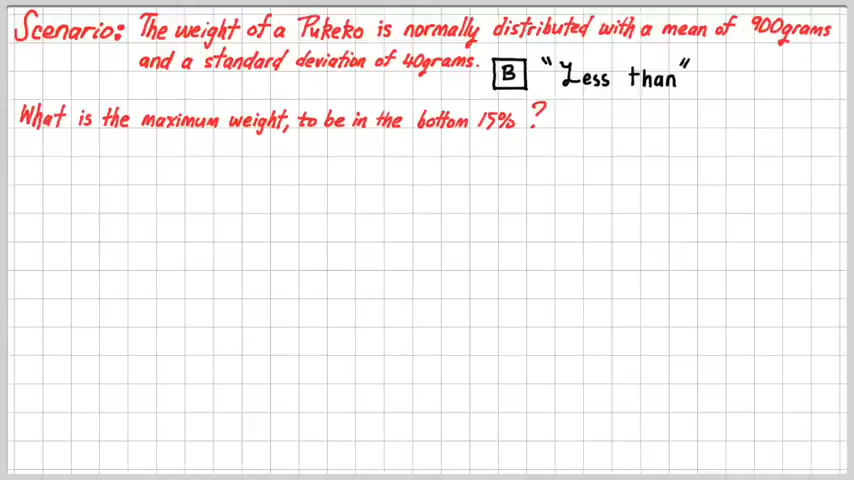 Scenario: The weight of a Pukeko is normally distributed with a mean of 900grams
and a standard deviation of 40grams.
B "Less than"
What is the maximum weight, to be in the bottom 15% ?